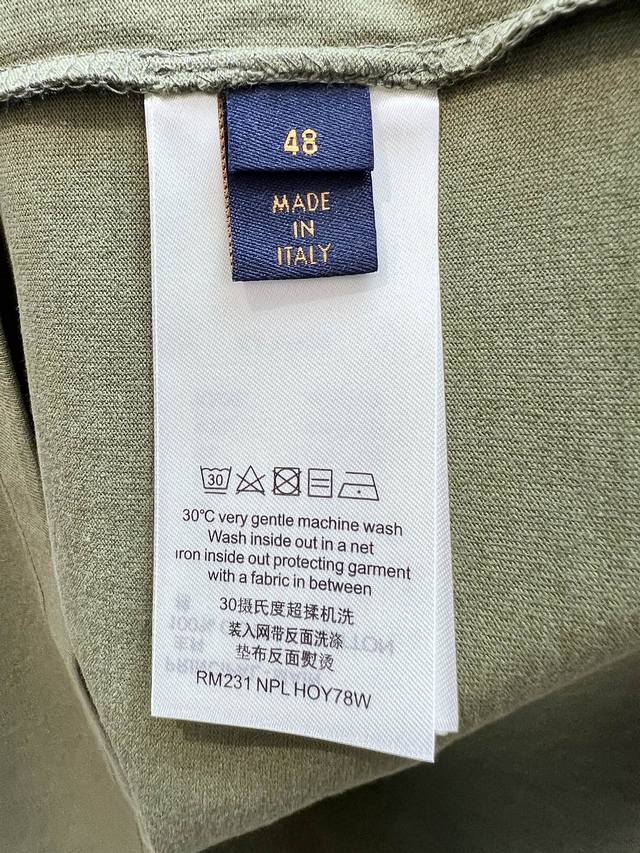 48
MADE
IN
ITALY
30
30°C very gentle machine wash
Wash inside out in a net
Iron inside out protecting garment
with a fabric in between
30摄氏度超揉机洗
装入网带反面洗涤
垫布反面熨烫
RM231 NPL HOY78W